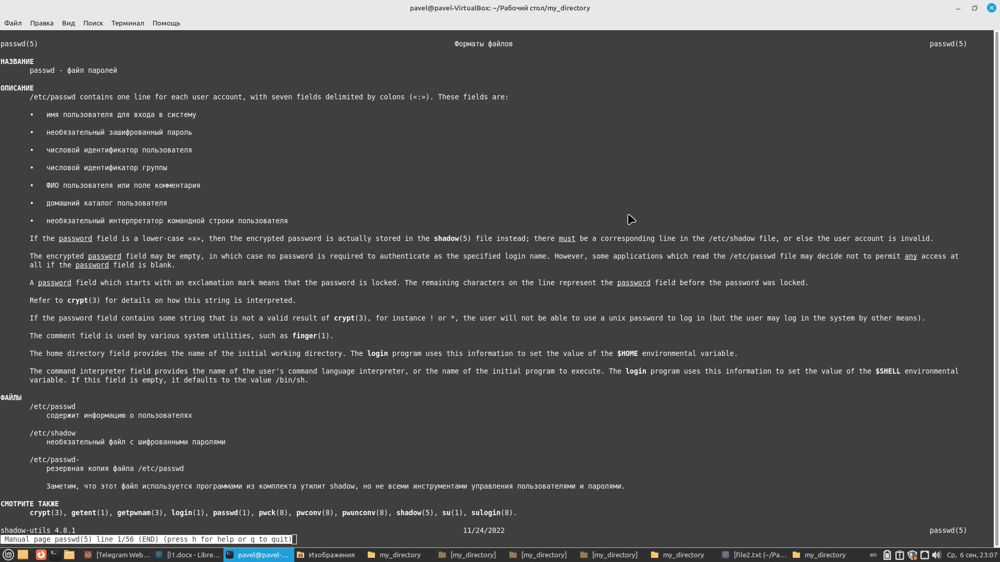 pavel@pavel-VirtualBox: ~/Рабочий стол/my_directory
Файл Правка Вид Поиск Терминал Помощь
passwd(5) Форматы файлов passwd(5)
НАЗВАНИЕ
passwd - файл паролей
ОПИСАНИЕ
/etc/passwd contains one line for each user account, with seven fields delimited by colons («:»). These fields are:
• имя пользователя для входа в систему
• необязательный зашифрованный пароль
• числовой идентификатор пользователя
• числовой идентификатор группы
• ФИО пользователя или поле комментария
• домашний каталог пользователя
• необязательный интерпретатор командной строки пользователя
If the password field is a lower-case «x», then the encrypted password is actually stored in the shadow(5) file instead; there must be a corresponding line in the /etc/shadow file, or else the user account is invalid.
The encrypted password field may be empty, in which case no password is required to authenticate as the specified login name. However, some applications which read the /etc/passwd file may decide not to permit any access at
all if the password field is blank.
A password field which starts with an exclamation mark means that the password is locked. The remaining characters on the line represent the password field before the password was locked.
Refer to crypt(3) for details on how this string is interpreted.
If the password field contains some string that is not a valid result of crypt(3), for instance ! or *, the user will not be able to use a unix password to log in (but the user may log in the system by other means).
The comment field is used by various system utilities, such as finger(1).
The home directory field provides the name of the initial working directory. The login program uses this information to set the value of the $HOME environmental variable.
The command interpreter field provides the name of the user's command language interpreter, or the name of the initial program to execute. The login program uses this information to set the value of the $SHELL environmental
variable. If this field is empty, it defaults to the value /bin/sh.
ФАЙЛЫ
/etc/passwd
содержит информацию о пользователях
/etc/shadow
необязательный файл с шифрованными паролями
/etc/passwd-
резервная копия файла /etc/passwd
Заметим, что этот файл используется программами из комплекта утилит shadow, но не всеми инструментами управления пользователями и паролями.
СМОТРИТЕ ТАКЖЕ
crypt(3), getent(1), getpwnam(3), login(1), passwd(1), pwck(8), pwconv(8), pwunconv(8), shadow(5), su(1), sulogin(8).
shadow-utils 4.8.1 11/24/2022 passwd(5)
Manual page passwd(5) line 1/56 (END) (press h for help or q to quit)
[Telegram Web... [l1.docx - Libre... pavel@pavel-... Изображения my_directory [my_directory] [my_directory] [my_directory] my_directory [file2.txt (~/Pa... my_directory en Ср, 6 сен, 23:07